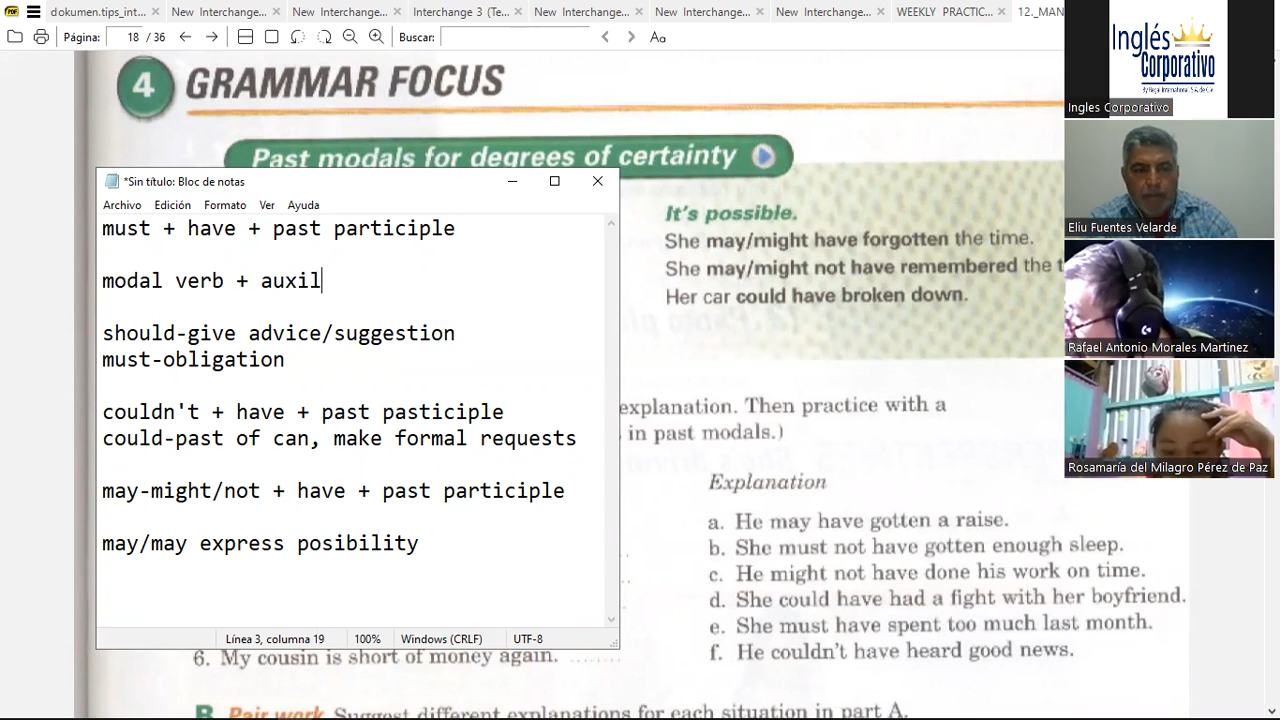 dokumen.tips_int...
New Interchange...
New Interchange...
Interchange 3 (Te...
New Interchange...
New Interchange...
New Interchange...
WEEKLY PRACTIC...
12._MAN
Página:
18 / 36
Buscar:
Aa
4 GRAMMAR FOCUS
Past modals for degrees of certainty
*Sin título: Bloc de notas
Archivo Edición Formato Ver Ayuda
must + have + past participle
modal verb + auxil
should-give advice/suggestion
must-obligation
couldn't + have + past pasticiple
could-past of can, make formal requests
may-might/not + have + past participle
may/may express posibility
Línea 3, columna 19 100% Windows (CRLF) UTF-8
It's possible.
She may/might have forgotten the time.
She may/might not have remembered the t
Her car could have broken down.
explanation. Then practice with a
in past modals.)
Explanation
a. He may have gotten a raise.
b. She must not have gotten enough sleep.
c. He might not have done his work on time.
d. She could have had a fight with her boyfriend.
e. She must have spent too much last month.
f. He couldn't have heard good news.
6. My cousin is short of money again. ..........
B Pair work Suggest different explanations for each situation in part A.
Inglés
Corporativo
By Regal International, S.A. de C.V.
Ingles Corporativo
Eliu Fuentes Velarde
Rafael Antonio Morales Martinez
Rosamaría del Milagro Pérez de Paz